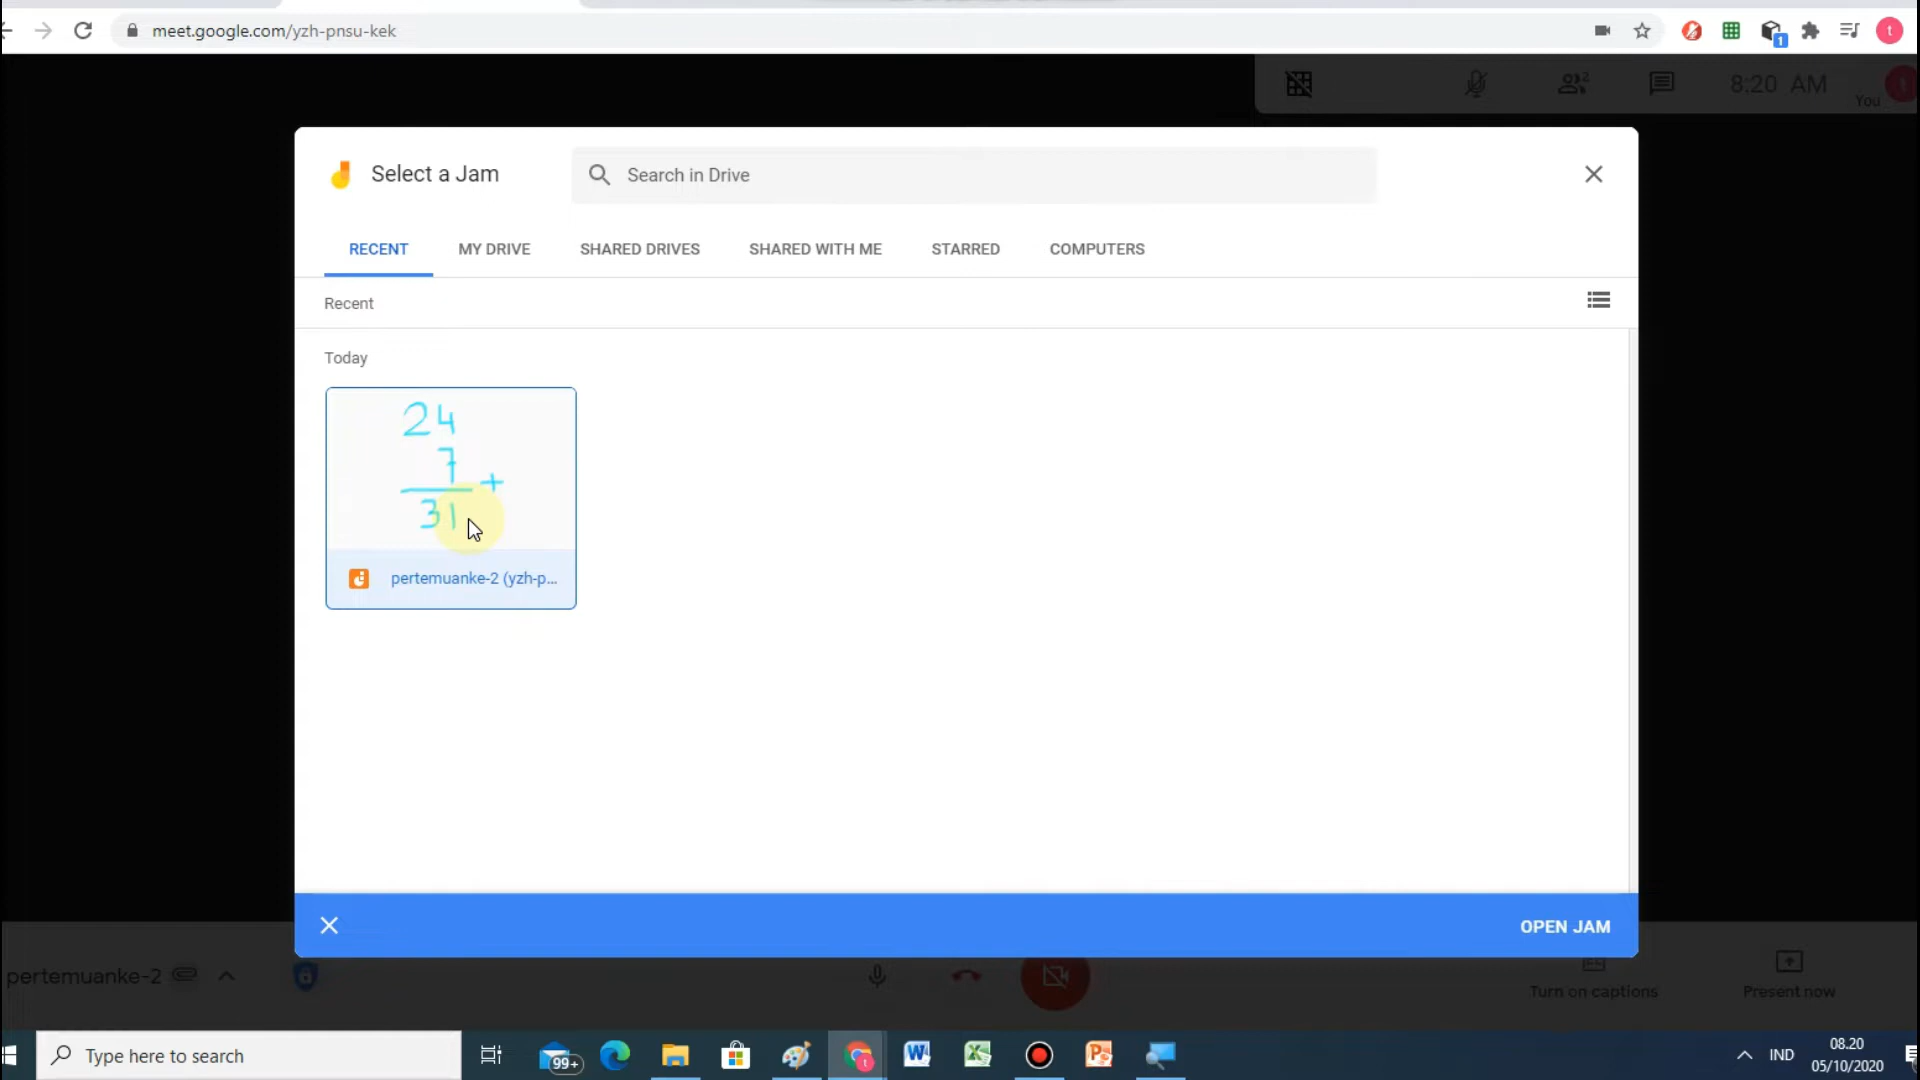 meet.google.com/yzh-pnsu-kek
1
t
2
8:20 AM
You
Select a Jam
Search in Drive
RECENT
MY DRIVE
SHARED DRIVES
SHARED WITH ME
STARRED
COMPUTERS
Recent
Today
24
7
+
31
pertemuanke-2 (yzh-p...
OPEN JAM
pertemuanke-2
Turn on captions
Present now
Type here to search
99+
IND
08.20
05/10/2020